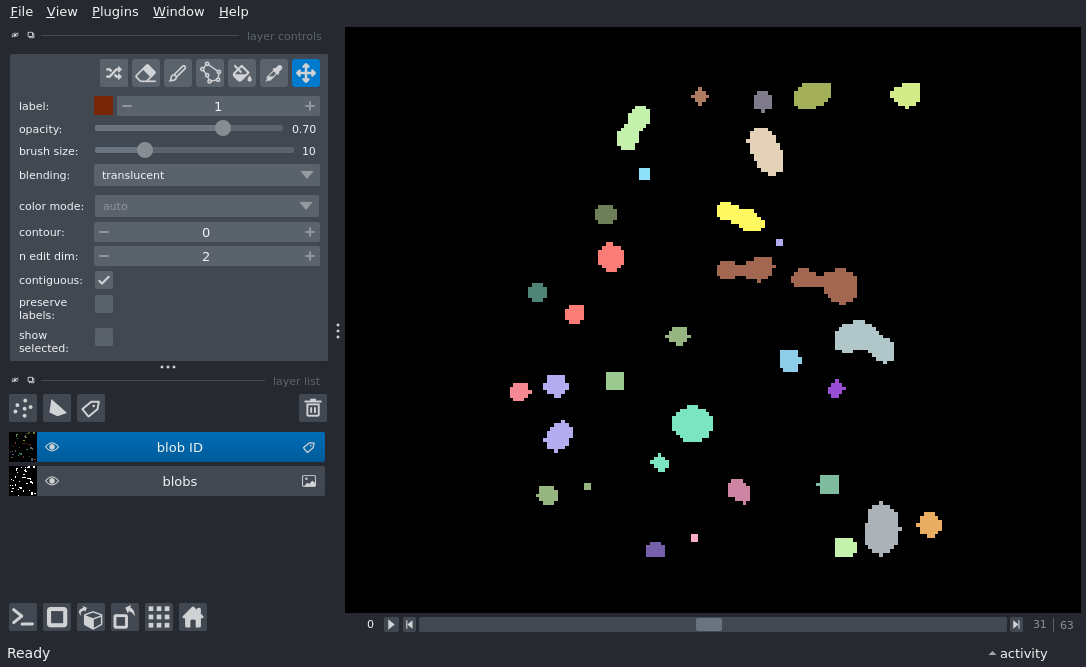 File View Plugins Window Help
layer controls
label: 1
opacity: 0.70
brush size: 10
blending: translucent
color mode: auto
contour: 0
n edit dim: 2
contiguous:
preserve
labels:
show
selected:
layer list
blob ID
blobs
0 31 | 63
Ready activity